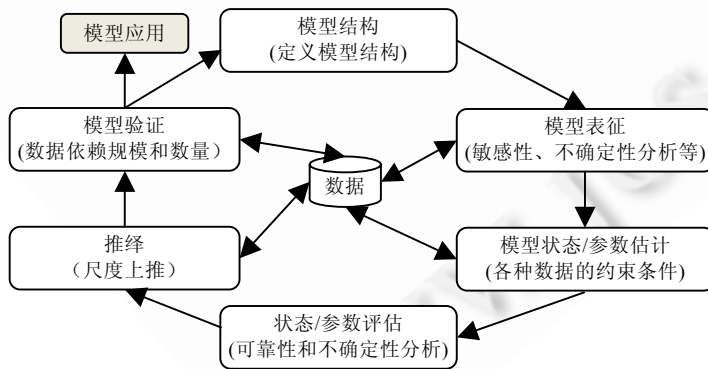 模型应用
模型结构
(定义模型结构)
模型验证
(数据依赖规模和数量）
模型表征
(敏感性、不确定性分析等)
数据
推绎
（尺度上推）
模型状态/参数估计
(各种数据的约束条件)
状态/参数评估
(可靠性和不确定性分析)